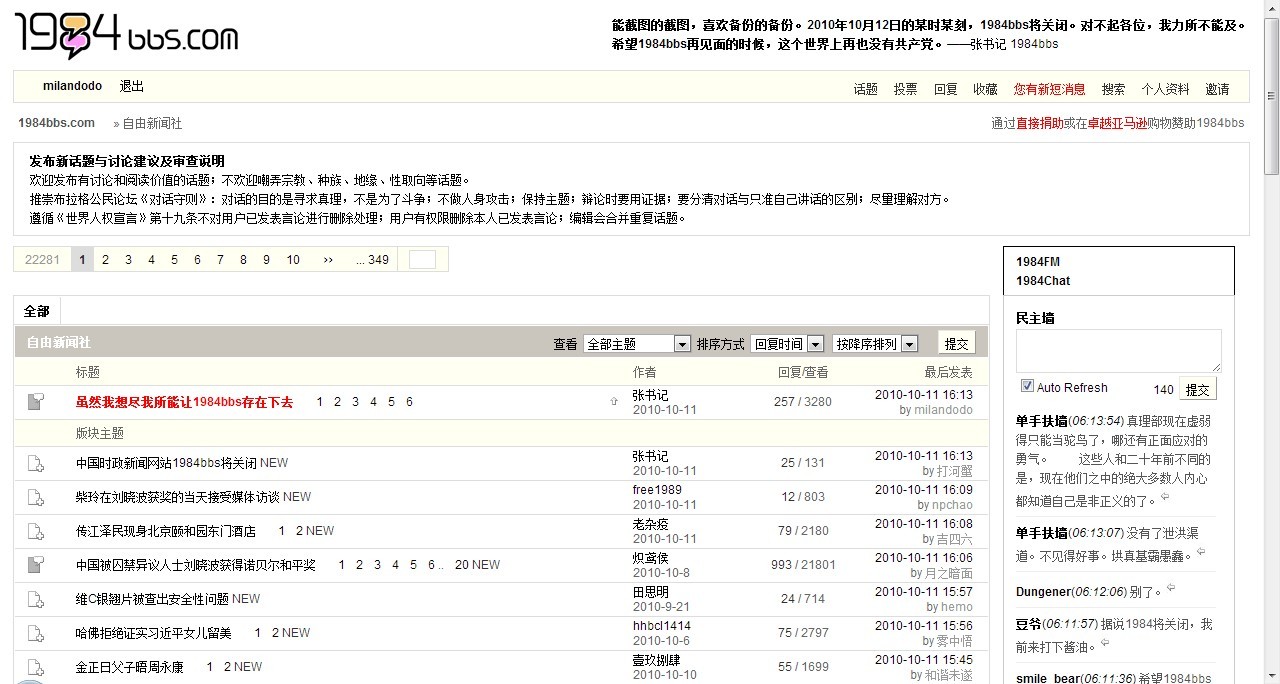 1984bbs.com
能截图的截图，喜欢备份的备份。2010年10月12日的某时某刻，1984bbs将关闭。对不起各位，我力所不能及。
希望1984bbs再见面的时候，这个世界上再也没有共产党。——张书记 1984bbs
milandodo 退出 话题 投票 回复 收藏 您有新短消息 搜索 个人资料 邀请
1984bbs.com » 自由新闻社 通过直接捐助或在卓越亚马逊购物赞助1984bbs
发布新话题与讨论建议及审查说明
欢迎发布有讨论和阅读价值的话题；不欢迎嘲弄宗教、种族、地缘、性取向等话题。
推崇布拉格公民论坛《对话守则》：对话的目的是寻求真理，不是为了斗争；不做人身攻击；保持主题；辩论时要用证据；要分清对话与只准自己讲话的区别；尽量理解对方。
遵循《世界人权宣言》第十九条不对用户已发表言论进行删除处理；用户有权限删除本人已发表言论；编辑会合并重复话题。
22281 1 2 3 4 5 6 7 8 9 10 ›› ... 349
全部
自由新闻社 查看 全部主题 排序方式 回复时间 按降序排列 提交
标题 作者 回复/查看 最后发表
虽然我想尽我所能让1984bbs存在下去 1 2 3 4 5 6 ⇧ 张书记 257 / 3280 2010-10-11 16:13
2010-10-11 by milandodo
版块主题
中国时政新闻网站1984bbs将关闭 NEW 张书记 25 / 131 2010-10-11 16:13
2010-10-11 by 打河蟹
柴玲在刘晓波获奖的当天接受媒体访谈 NEW free1989 12 / 803 2010-10-11 16:09
2010-10-11 by npchao
传江泽民现身北京颐和园东门酒店 1 2 NEW 老杂疫 79 / 2180 2010-10-11 16:08
2010-10-11 by 吉四六
中国被囚禁异议人士刘晓波获得诺贝尔和平奖 1 2 3 4 5 6 .. 20 NEW 炽鸢俟 993 / 21801 2010-10-11 16:06
2010-10-8 by 月之暗面
维C银翘片被查出安全性问题 NEW 田思明 24 / 714 2010-10-11 15:57
2010-9-21 by hemo
哈佛拒绝证实习近平女儿留美 1 2 NEW hhbcl1414 75 / 2797 2010-10-11 15:56
2010-10-6 by 雾中悟
金正日父子晤周永康 1 2 NEW 壹玖捌肆 55 / 1699 2010-10-11 15:45
2010-10-10 by 和谐未遂
1984FM
1984Chat
民主墙
Auto Refresh 140 提交
单手扶墙(06:13:54) 真理部现在虚弱
得只能当鸵鸟了，哪还有正面应对的
勇气。 这些人和二十年前不同的
是，现在他们之中的绝大多数人内心
都知道自己是非正义的了。
单手扶墙(06:13:07) 没有了泄洪渠
道。不见得好事。垬真墓霸愚鑫。
Dungener(06:12:06) 别了。
豆爷(06:11:57) 据说1984将关闭，我
前来打下酱油。
smile_bear(06:11:36) 希望1984bbs